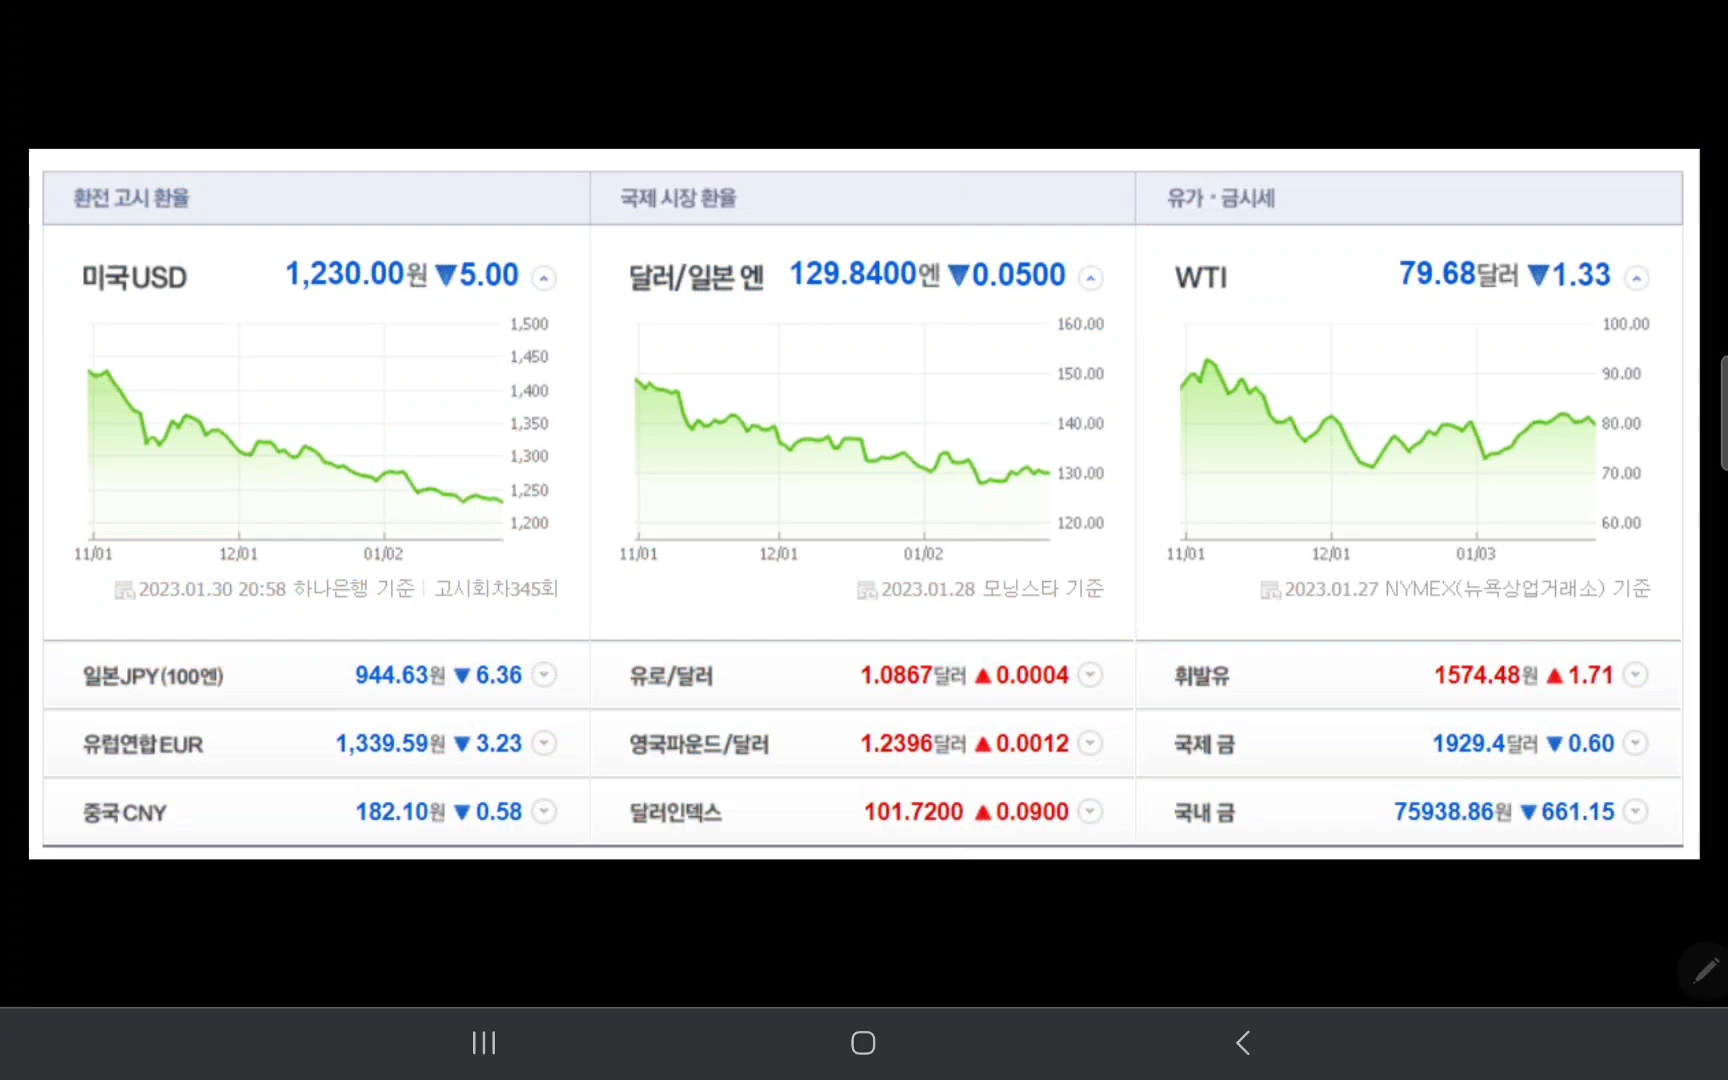 환전 고시 환율
미국 USD 1,230.00원 ▼5.00
1,500
1,450
1,400
1,350
1,300
1,250
1,200
11/01 12/01 01/02
2023.01.30 20:58 하나은행 기준 | 고시회차345회
일본 JPY (100엔) 944.63원 ▼ 6.36
유럽연합 EUR 1,339.59원 ▼ 3.23
중국 CNY 182.10원 ▼ 0.58
국제 시장 환율
달러/일본 엔 129.8400엔 ▼0.0500
160.00
150.00
140.00
130.00
120.00
11/01 12/01 01/02
2023.01.28 모닝스타 기준
유로/달러 1.0867달러 ▲ 0.0004
영국파운드/달러 1.2396달러 ▲ 0.0012
달러인덱스 101.7200 ▲ 0.0900
유가·금시세
WTI 79.68달러 ▼1.33
100.00
90.00
80.00
70.00
60.00
11/01 12/01 01/03
2023.01.27 NYMEX(뉴욕상업거래소) 기준
휘발유 1574.48원 ▲ 1.71
국제 금 1929.4달러 ▼ 0.60
국내 금 75938.86원 ▼ 661.15